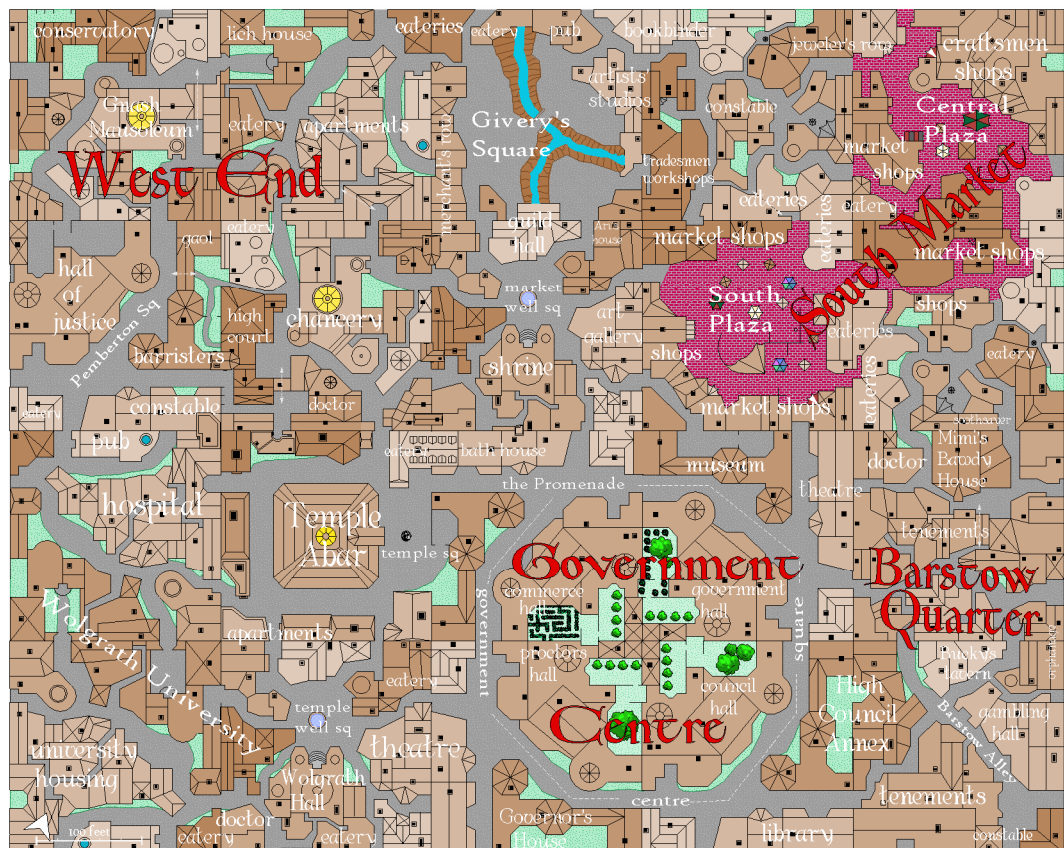 conservatory
lich house
eateries
eatery
pub
bookbinder
jeweler's row
craftsmen
shops
Gnosh
Mausoleum
eatery
apartments
merchant's row
Givery's
Square
artists'
studios
constable
Central
Plaza
market
shops
tradesmen
workshops
West End
eateries
eatery
South Market
gaol
eatery
guild
hall
market shops
eateries
market shops
hall
of
justice
Pemberton Sq
high
court
chancery
market
well sq
art
gallery
South
Plaza
shops
eateries
barristers
shrine
shops
eatery
eatery
constable
doctor
market shops
eateries
pub
bath house
museum
doctor
Mimi's
Bawdy
House
the Promenade
theatre
hospital
Temple
Abar
temple sq
tenements
Government
Centre
Barstow
Quarter
commerce
hall
government
hall
proctors
hall
council
hall
government
square
centre
Wolgrath University
apartments
eatery
temple
well sq
Bucky's
tavern
orphanage
High
Council
Annex
Barstow Alley
gambling
hall
university
housing
Wolgrath
Hall
theatre
tenements
100 feet
doctor
eatery
eatery
Governor's
House
library
constable